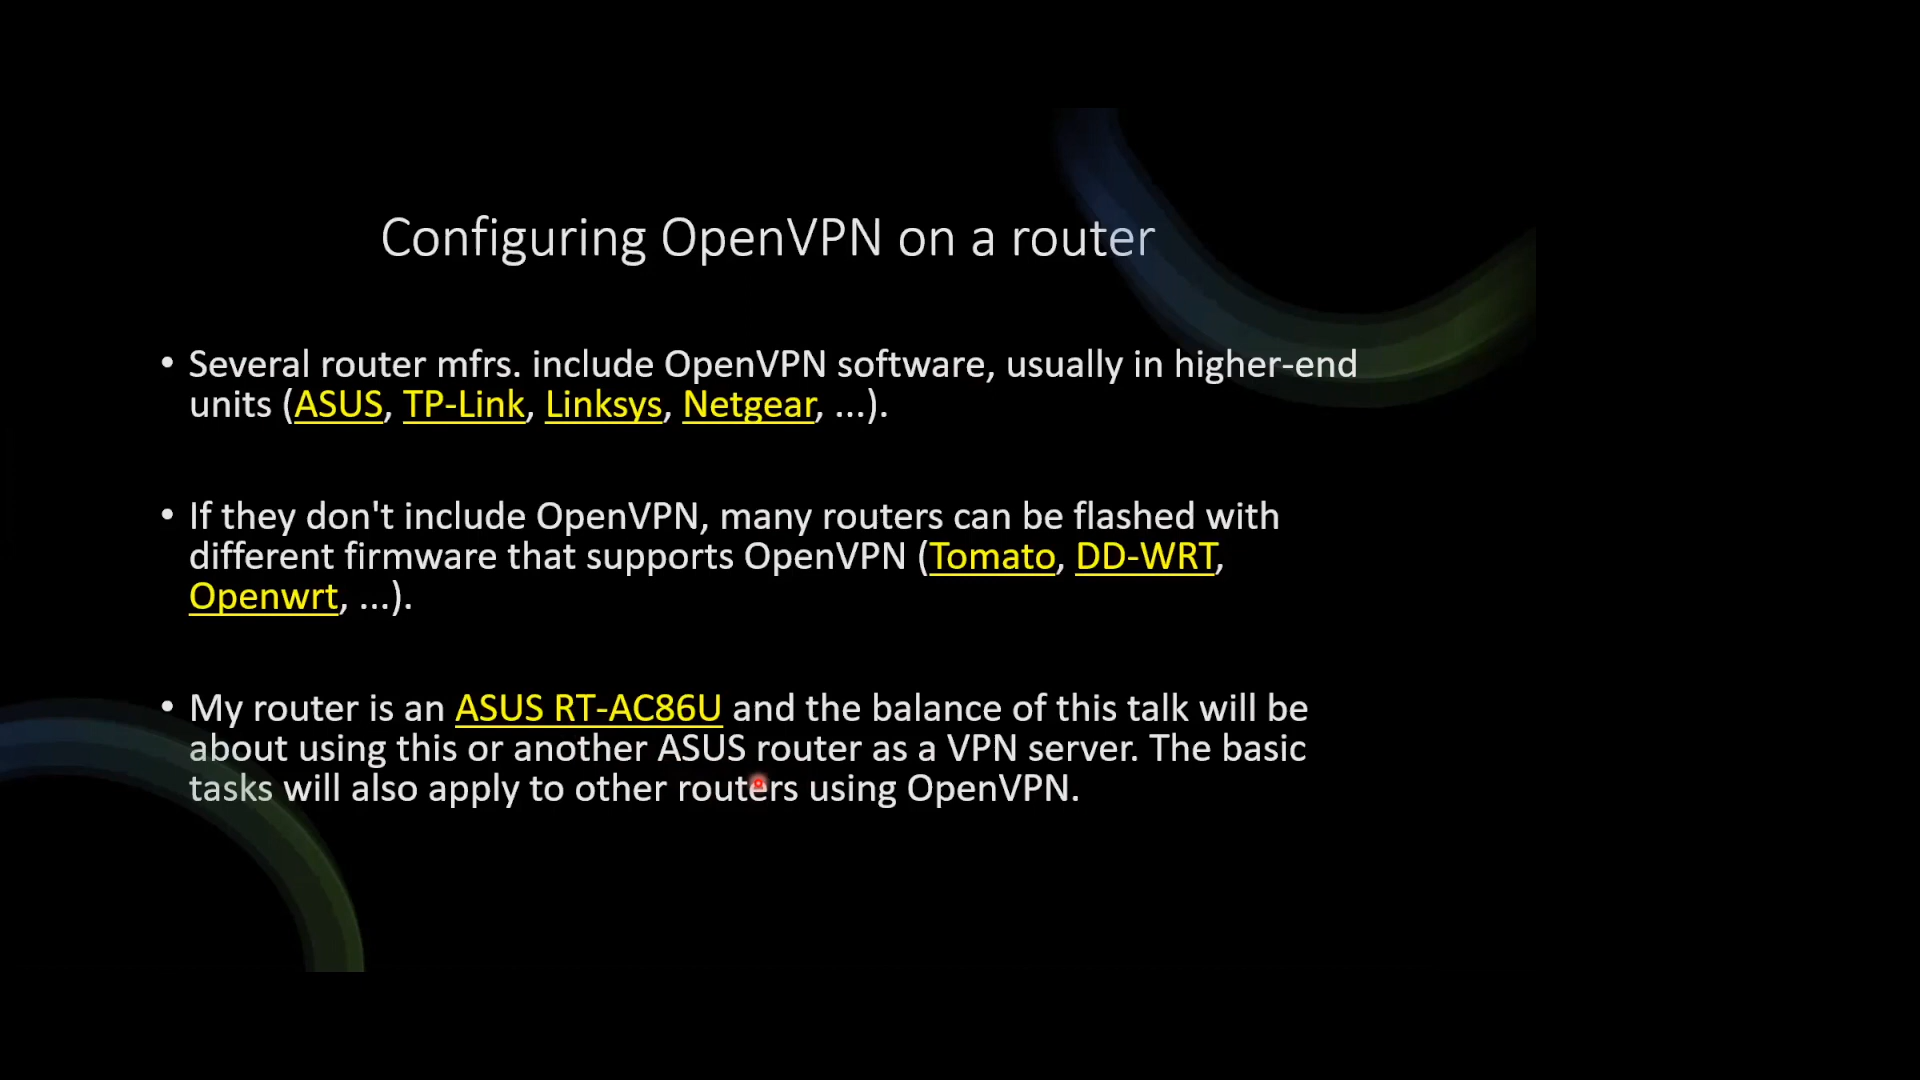 Configuring OpenVPN on a router
• Several router mfrs. include OpenVPN software, usually in higher-end
units (ASUS, TP-Link, Linksys, Netgear, ...).
• If they don't include OpenVPN, many routers can be flashed with
different firmware that supports OpenVPN (Tomato, DD-WRT,
Openwrt, ...).
• My router is an ASUS RT-AC86U and the balance of this talk will be
about using this or another ASUS router as a VPN server. The basic
tasks will also apply to other routers using OpenVPN.